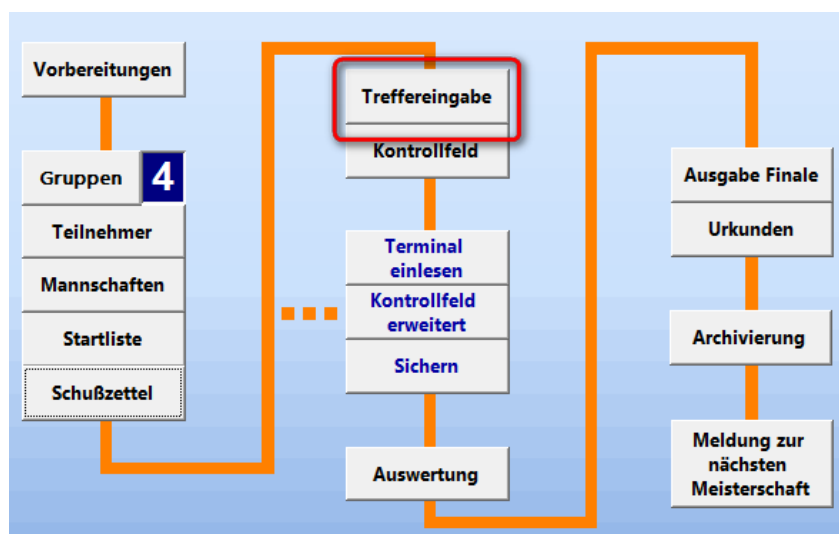 Vorbereitungen
Gruppen 4
Teilnehmer
Mannschaften
Startliste
Schußzettel
Treffereingabe
Kontrollfeld
Terminal
einlesen
Kontrollfeld
erweitert
Sichern
Auswertung
Ausgabe Finale
Urkunden
Archivierung
Meldung zur
nächsten
Meisterschaft